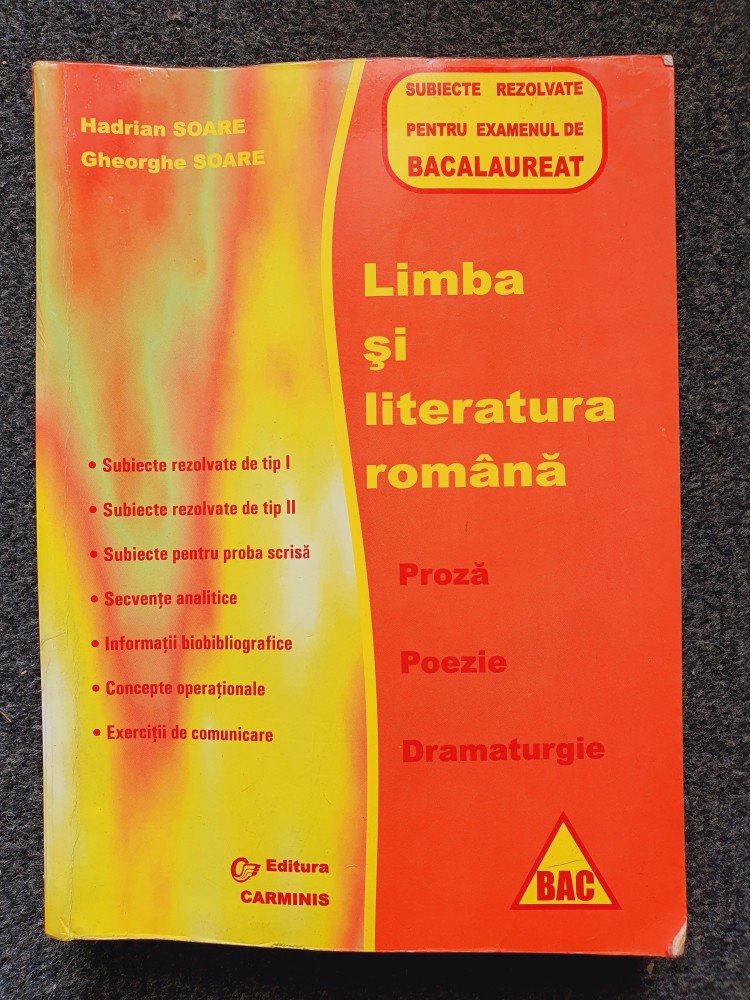 Hadrian SOARE
Gheorghe SOARE
SUBIECTE REZOLVATE
PENTRU EXAMENUL DE
BACALAUREAT
Limba
şi
literatura
română
• Subiecte rezolvate de tip I
• Subiecte rezolvate de tip II
• Subiecte pentru proba scrisă
• Secvenţe analitice
• Informaţii biobibliografice
• Concepte operaţionale
• Exerciţii de comunicare
Proză
Poezie
Dramaturgie
Editura
CARMINIS
BAC